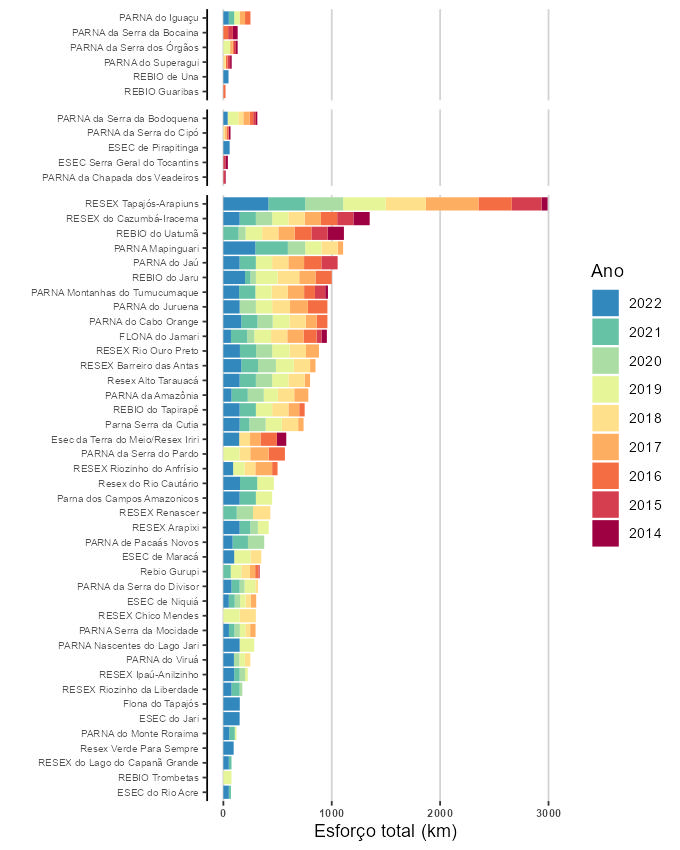 PARNA do Iguaçu
PARNA da Serra da Bocaina
PARNA da Serra dos Órgãos
PARNA do Superagui
REBIO de Una
REBIO Guaribas
PARNA da Serra da Bodoquena
PARNA da Serra do Cipó
ESEC de Pirapitinga
ESEC Serra Geral do Tocantins
PARNA da Chapada dos Veadeiros
RESEX Tapajós-Arapiuns
RESEX do Cazumbá-Iracema
REBIO do Uatumã
PARNA Mapinguari
PARNA do Jaú
REBIO do Jaru
PARNA Montanhas do Tumucumaque
PARNA do Juruena
PARNA do Cabo Orange
FLONA do Jamari
RESEX Rio Ouro Preto
RESEX Barreiro das Antas
Resex Alto Tarauacá
PARNA da Amazônia
REBIO do Tapirapé
Parna Serra da Cutia
Esec da Terra do Meio/Resex Iriri
PARNA da Serra do Pardo
RESEX Riozinho do Anfrísio
Resex do Rio Cautário
Parna dos Campos Amazonicos
RESEX Renascer
RESEX Arapixi
PARNA de Pacaás Novos
ESEC de Maracá
Rebio Gurupi
PARNA da Serra do Divisor
ESEC de Niquiá
RESEX Chico Mendes
PARNA Serra da Mocidade
PARNA Nascentes do Lago Jari
PARNA do Viruá
RESEX Ipaú-Anilzinho
RESEX Riozinho da Liberdade
Flona do Tapajós
ESEC do Jari
PARNA do Monte Roraima
Resex Verde Para Sempre
RESEX do Lago do Capanã Grande
REBIO Trombetas
ESEC do Rio Acre
0 1000 2000 3000
Esforço total (km)
Ano
2022
2021
2020
2019
2018
2017
2016
2015
2014